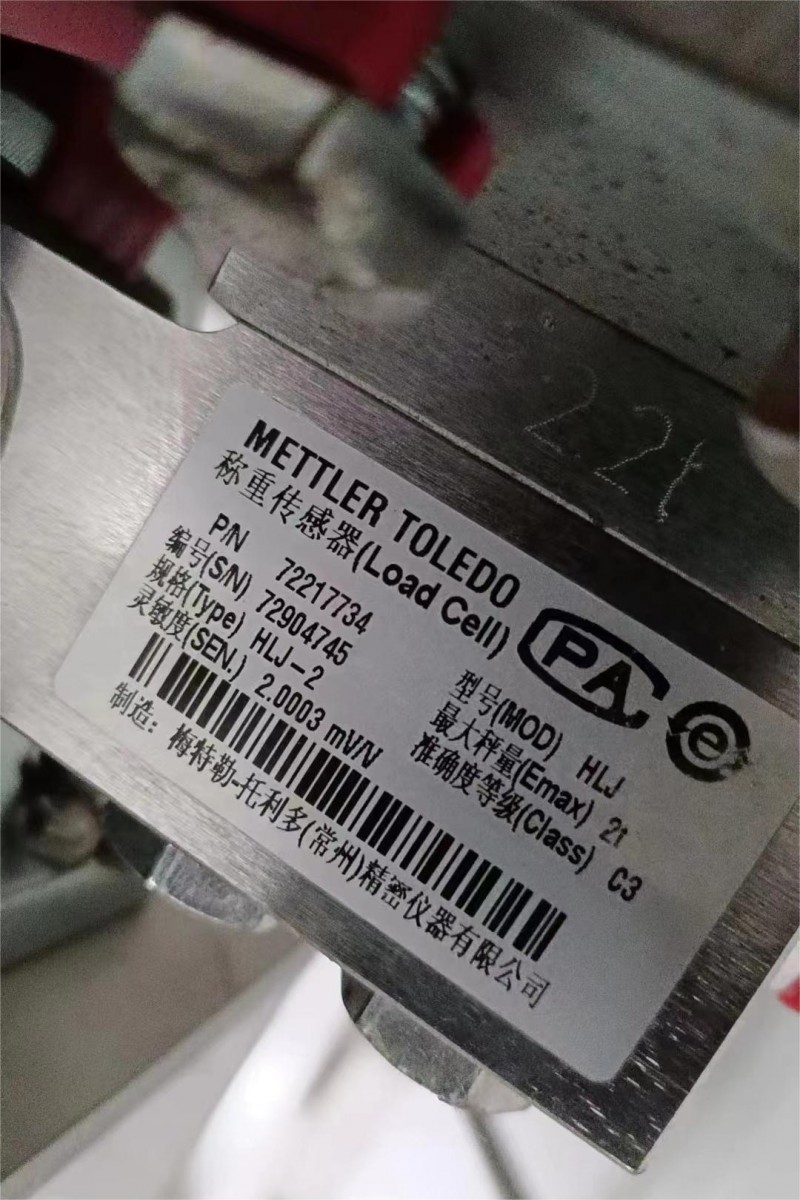 2.2t
METTLER TOLEDO
称重传感器(Load Cell)
PA
e
P/N 72217734
编号(S/N) 72904745
型号(MOD) HLJ
规格(Type) HLJ-2
最大秤量(Emax) 2t
灵敏度(SEN.) 2.0003 mV/V
准确度等级(Class) C3
制造: 梅特勒-托利多(常州)精密仪器有限公司